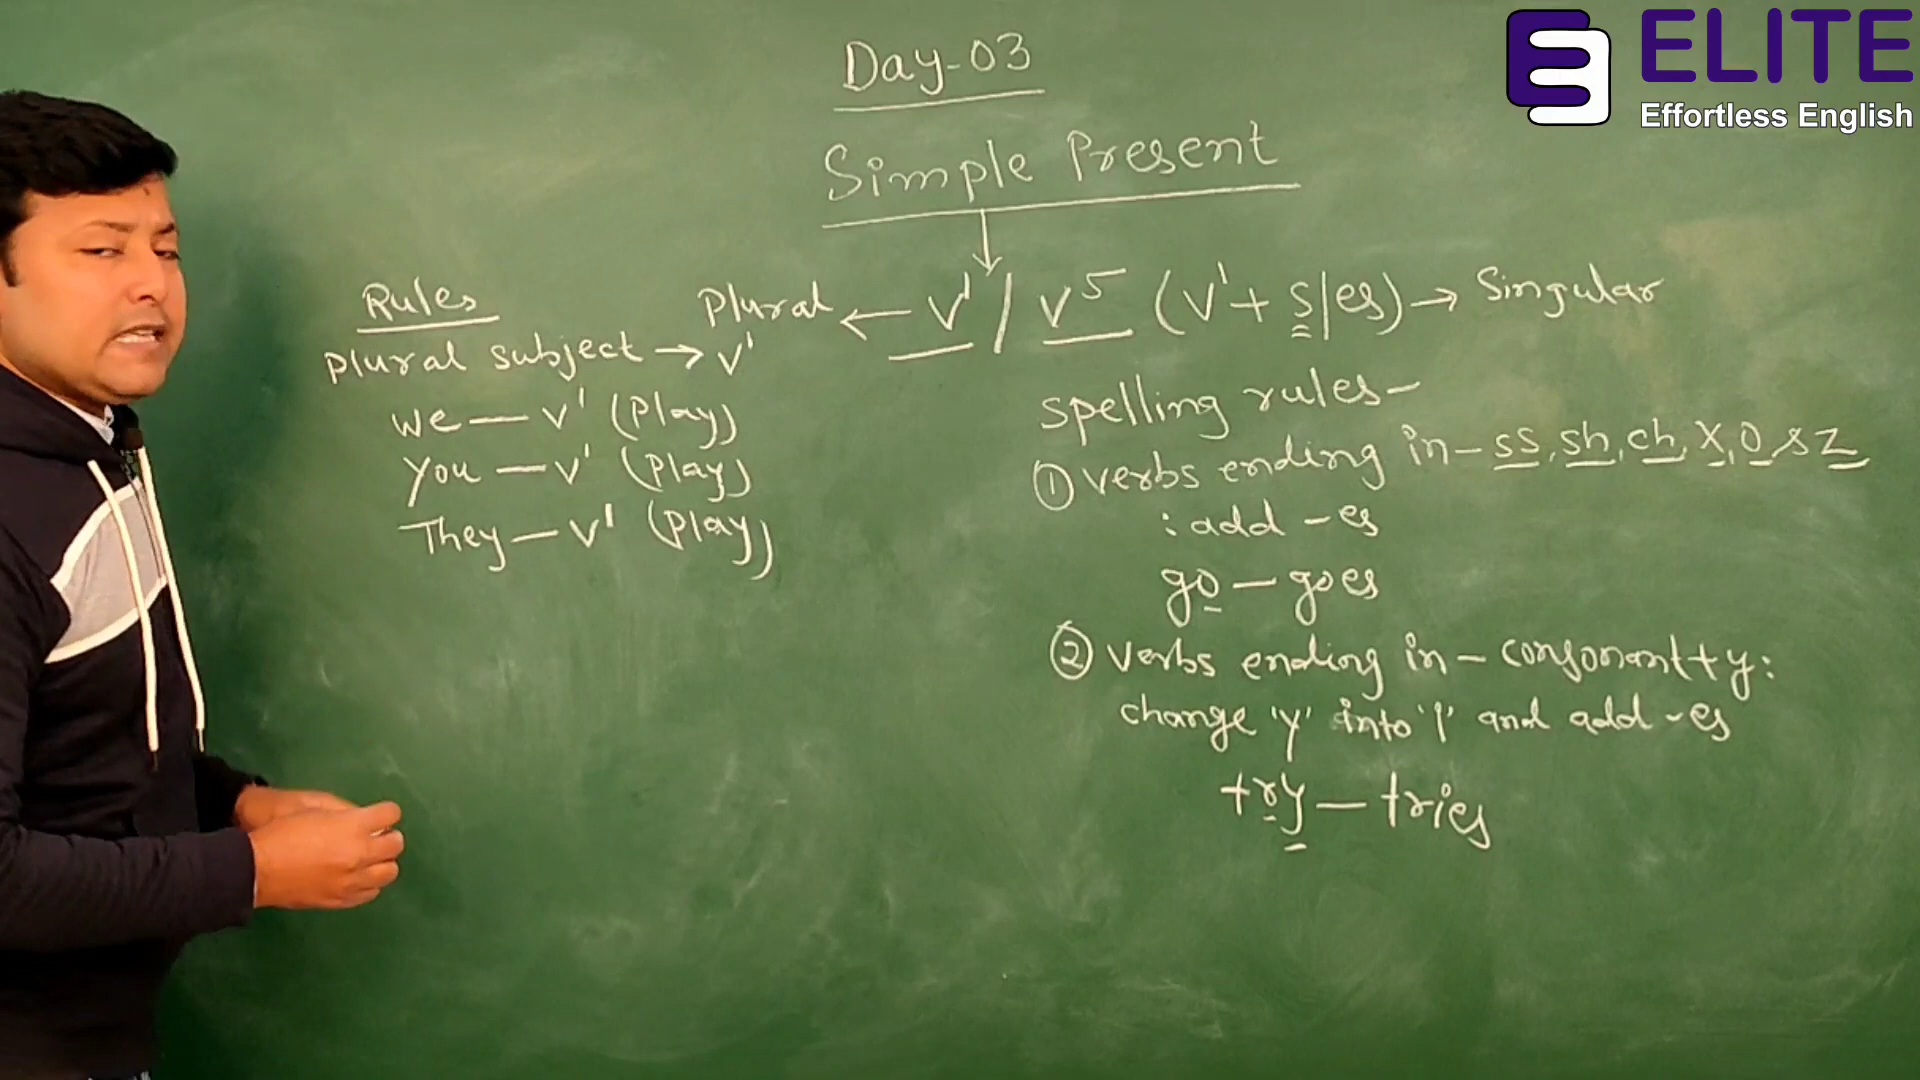 Day-03
Simple Present
Plural ← V¹ / V⁵ (V¹ + s/es) → Singular
Rules
Plural subject → V¹
We — V¹ (Play)
You — V¹ (Play)
They — V¹ (Play)
Spelling rules-
① Verbs ending in - ss, sh, ch, x, o, & z
: add - es
go — goes
② Verbs ending in - consonant + y:
change 'y' into 'i' and add - es
try — tries
ELITE
Effortless English